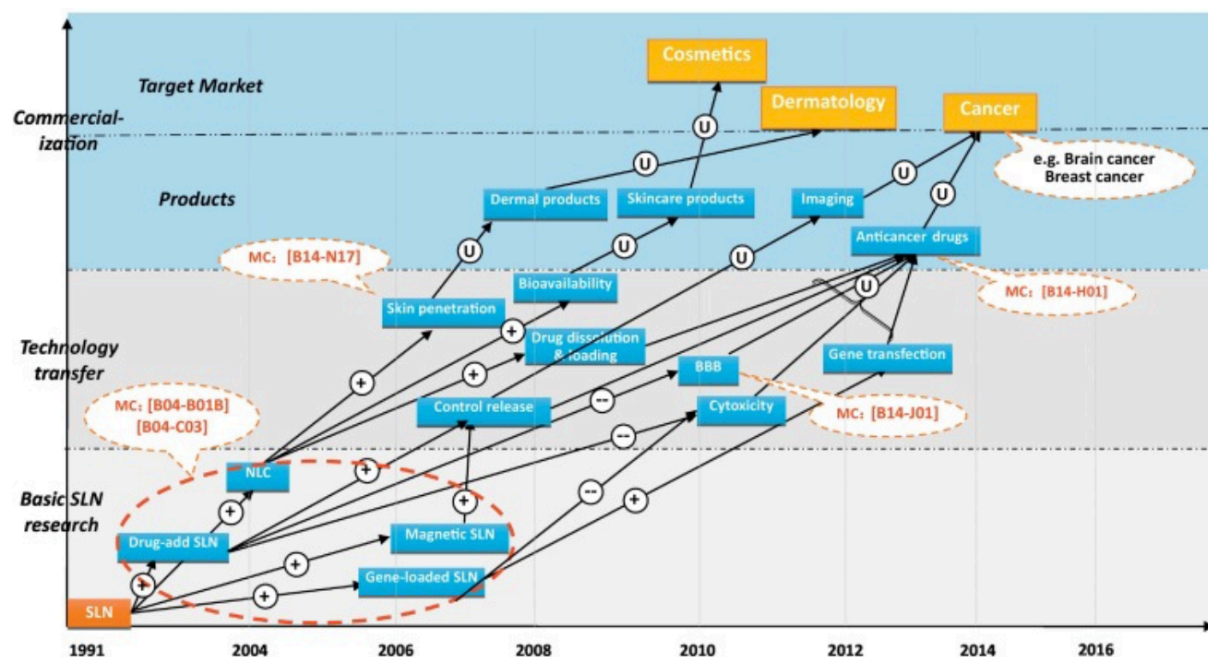 Target Market
Commercial-
ization
Products
Technology
transfer
Basic SLN
research
Cosmetics
Dermatology
Cancer
e.g. Brain cancer
Breast cancer
U
U
U
U
Dermal products
Skincare products
Imaging
Anticancer drugs
MC: [B14-N17]
U
U
U
U
MC: [B14-H01]
Bioavailability
Skin penetration
+
Drug dissolution
& loading
Gene transfection
+
+
BBB
MC: [B04-B01B]
[B04-C03]
Control release
--
Cytoxicity
MC: [B14-J01]
--
NLC
+
--
+
+
+
Drug-add SLN
Magnetic SLN
+
+
Gene-loaded SLN
+
SLN
1991
2004
2006
2008
2010
2012
2014
2016